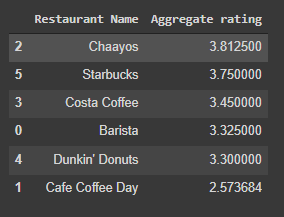 Restaurant Name Aggregate rating
2 Chaayos 3.812500
5 Starbucks 3.750000
3 Costa Coffee 3.450000
0 Barista 3.325000
4 Dunkin' Donuts 3.300000
1 Cafe Coffee Day 2.573684